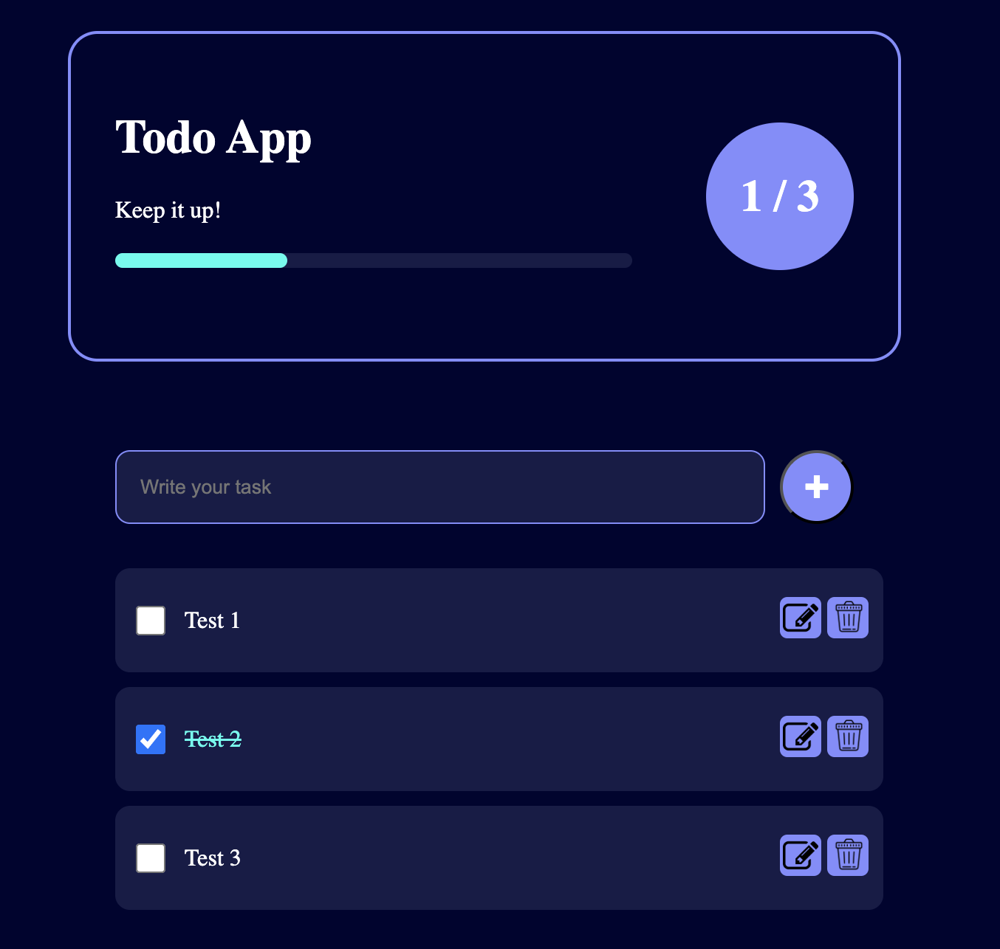 Todo App
Keep it up!
1 / 3
Write your task
Test 1
Test 2
Test 3